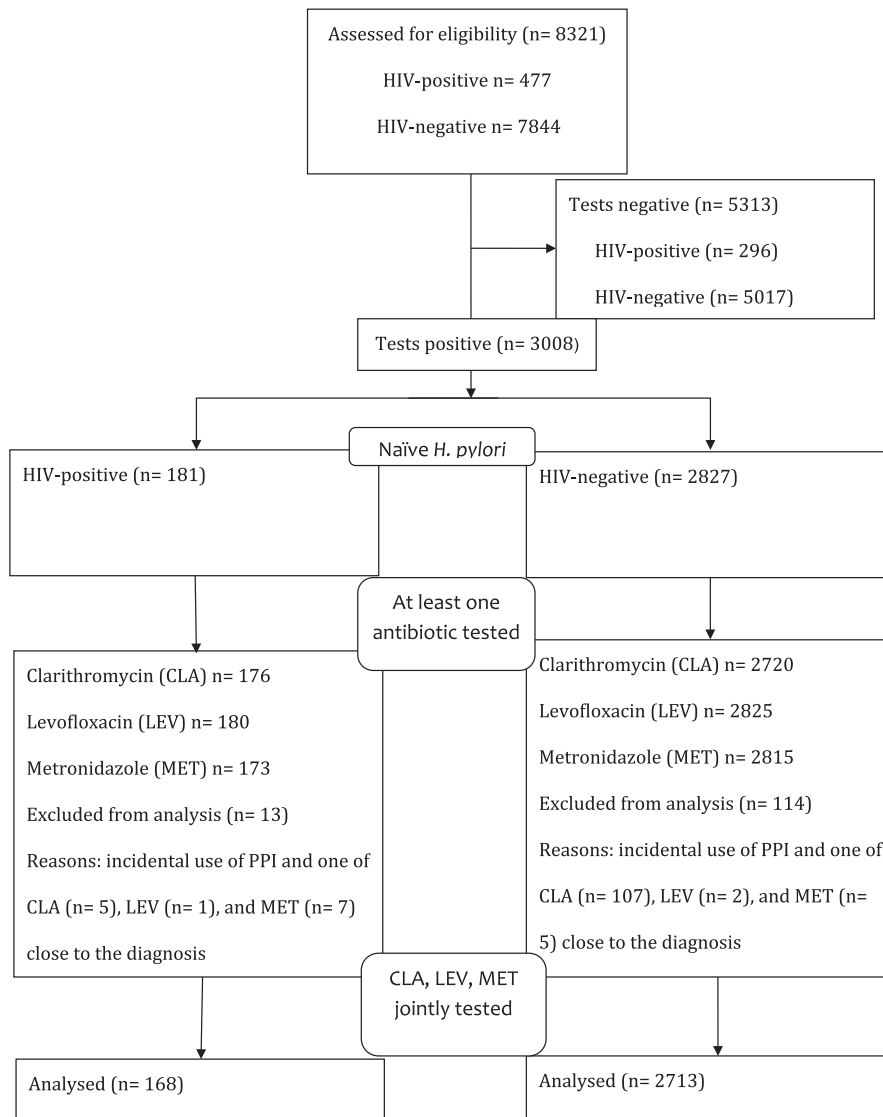 Assessed for eligibility (n= 8321)
HIV-positive n= 477
HIV-negative n= 7844
Tests negative (n= 5313)
HIV-positive (n= 296)
HIV-negative (n= 5017)
Tests positive (n= 3008)
Naïve H. pylori
HIV-positive (n= 181)
HIV-negative (n= 2827)
At least one
antibiotic tested
Clarithromycin (CLA) n= 176
Levofloxacin (LEV) n= 180
Metronidazole (MET) n= 173
Excluded from analysis (n= 13)
Reasons: incidental use of PPI and one of
CLA (n= 5), LEV (n= 1), and MET (n= 7)
close to the diagnosis
Clarithromycin (CLA) n= 2720
Levofloxacin (LEV) n= 2825
Metronidazole (MET) n= 2815
Excluded from analysis (n= 114)
Reasons: incidental use of PPI and one of
CLA (n= 107), LEV (n= 2), and MET (n=
5) close to the diagnosis
CLA, LEV, MET
jointly tested
Analysed (n= 168)
Analysed (n= 2713)